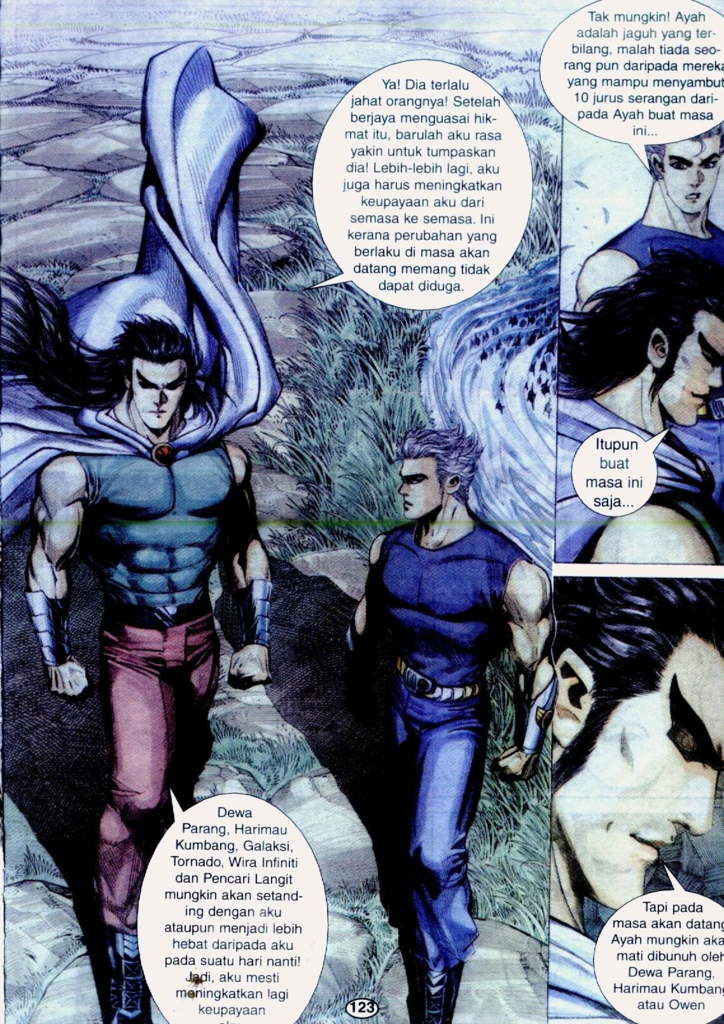 Ya! Dia terlalu
jahat orangnya! Setelah
berjaya menguasai hik-
mat itu, barulah aku rasa
yakin untuk tumpaskan
dia! Lebih-lebih lagi, aku
juga harus meningkatkan
keupayaan aku dari
semasa ke semasa. Ini
kerana perubahan yang
berlaku di masa akan
datang memang tidak
dapat diduga.
Dewa
Parang, Harimau
Kumbang, Galaksi,
Tornado, Wira Infiniti
dan Pencari Langit
mungkin akan setand-
ing dengan aku
ataupun menjadi lebih
hebat daripada aku
pada suatu hari nanti!
Jadi, aku mesti
meningkatkan lagi
keupayaan
Tak mungkin! Ayah
adalah jaguh yang ter-
bilang, malah tiada seo-
rang pun daripada mereka
yang mampu menyambut
10 jurus serangan dari-
pada Ayah buat masa
ini...
Itupun
buat
masa ini
saja...
Tapi pada
masa akan datang
Ayah mungkin aka
mati dibunuh oleh
Dewa Parang,
Harimau Kumbang
atau Owen
123